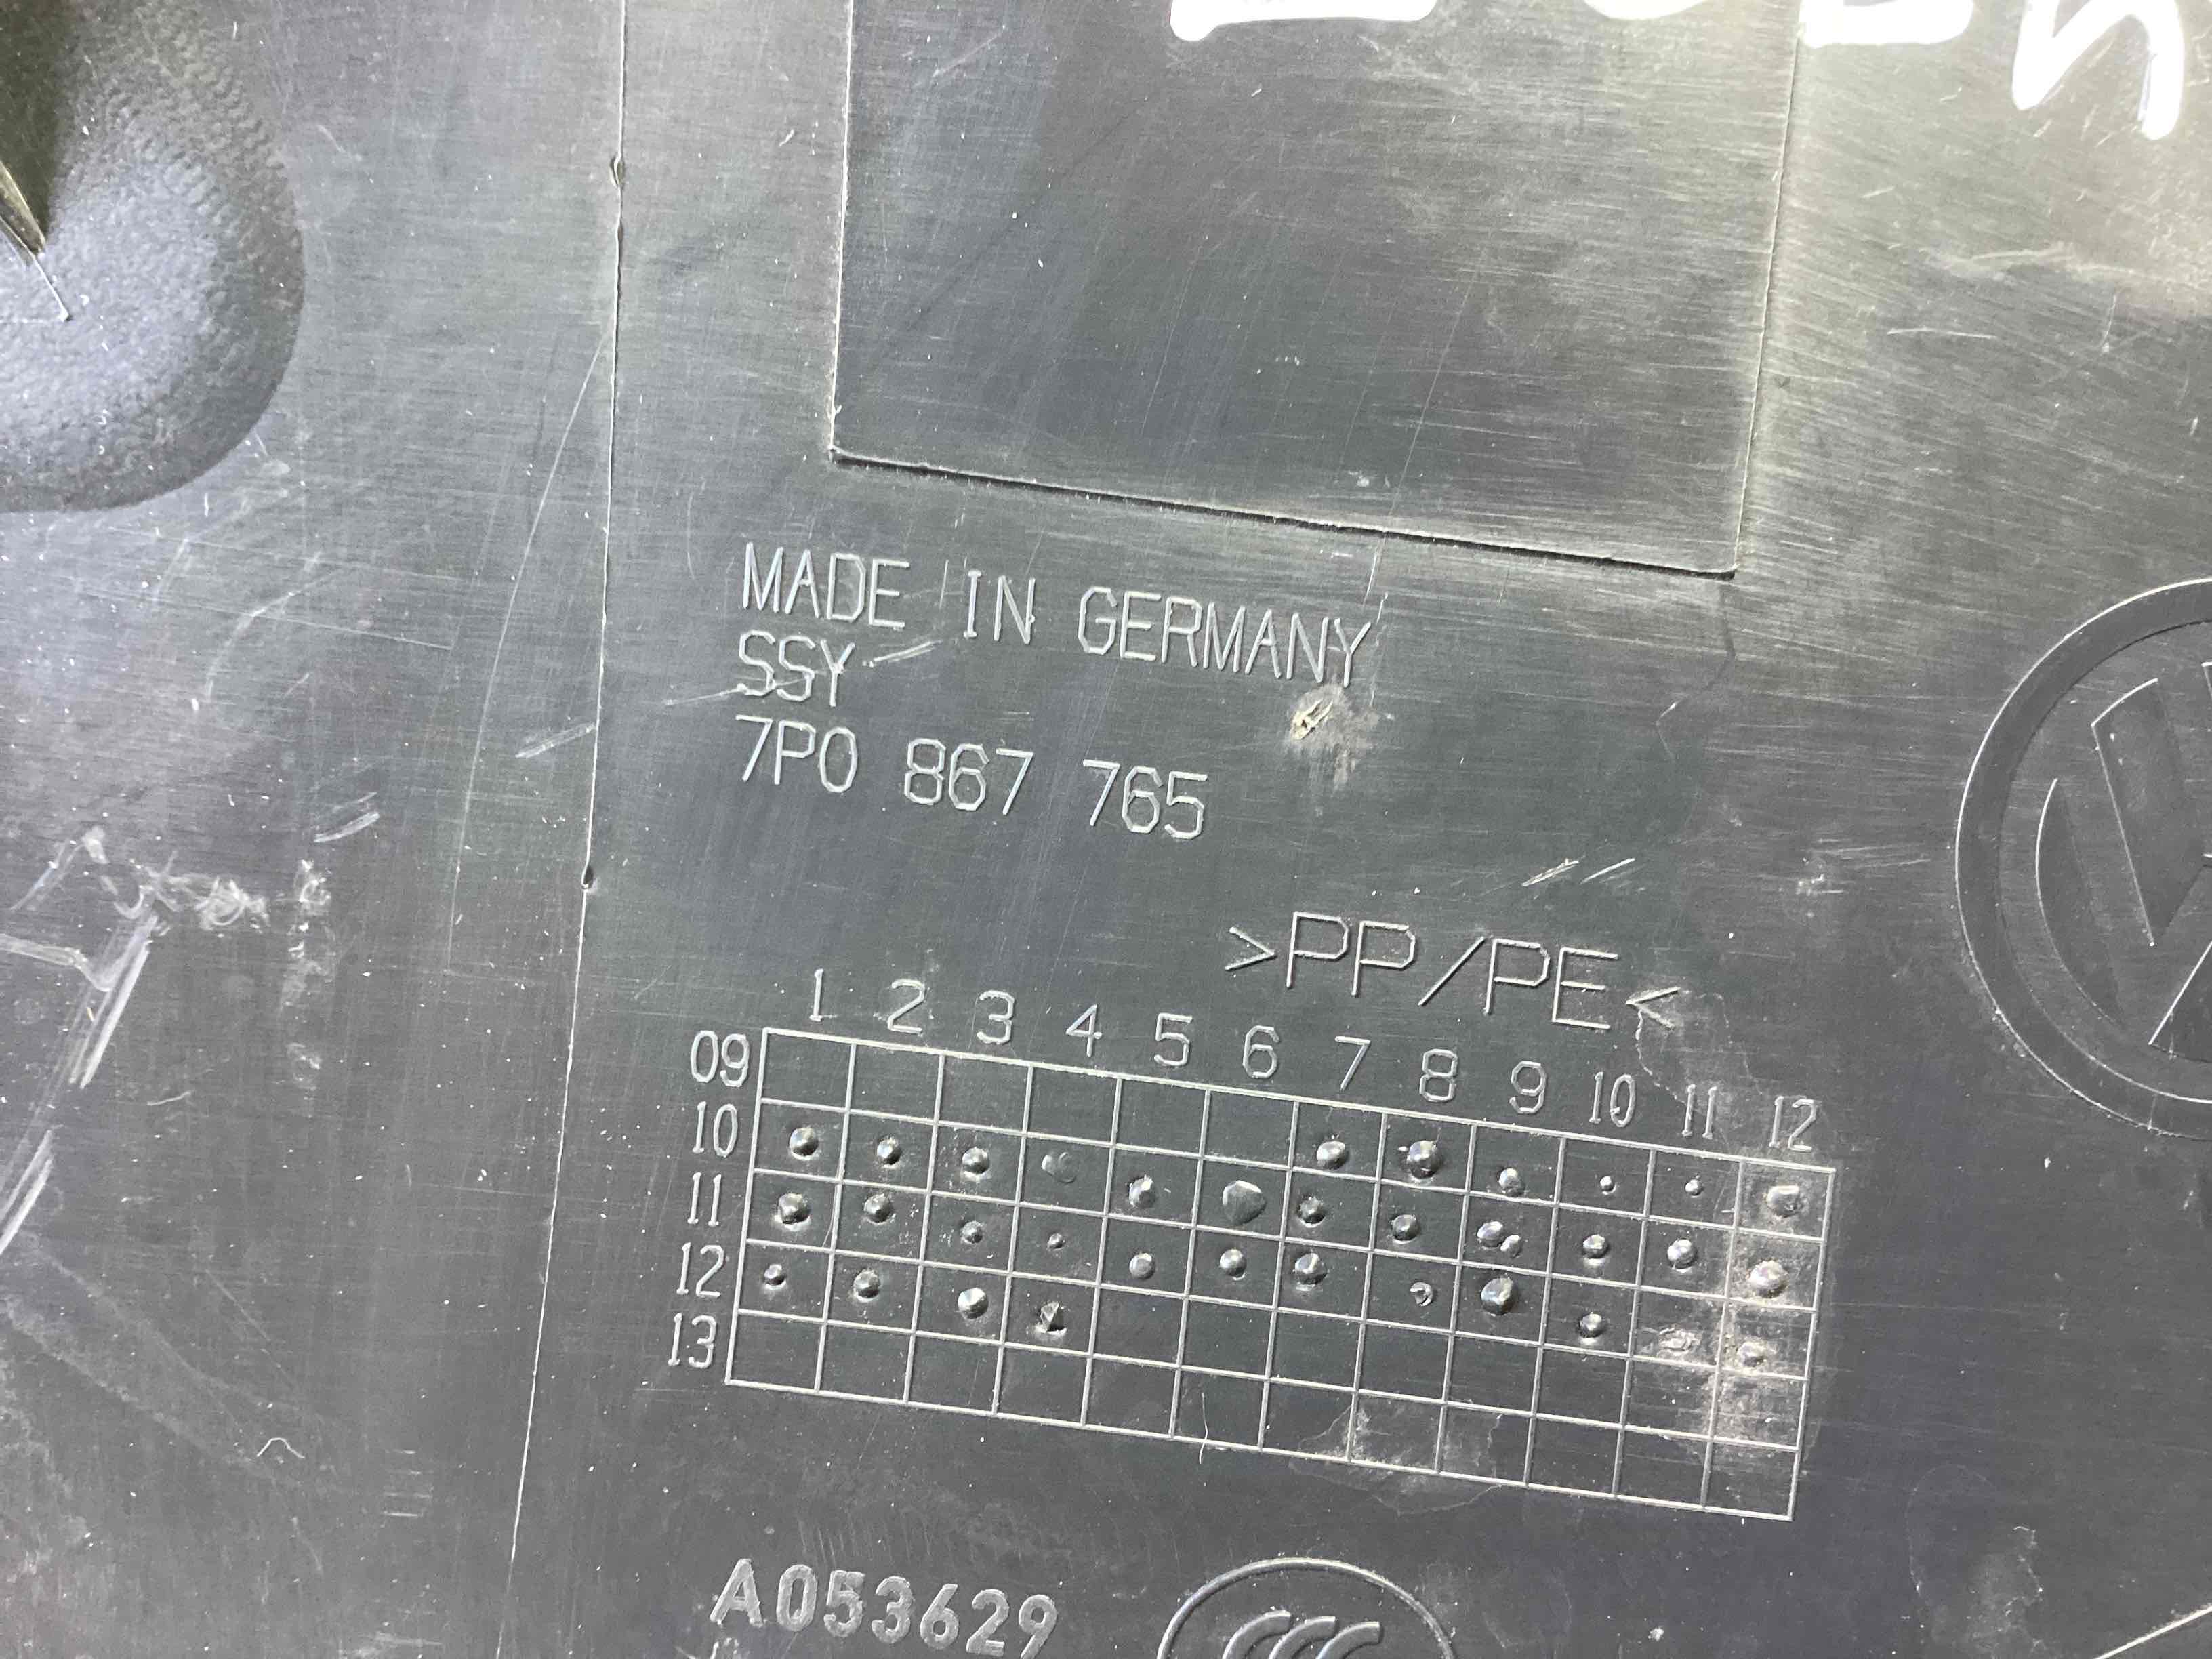 MADE IN GERMANY
SSY
7P0 867 765
>PP/PE<
1 2 3 4 5 6 7 8 9 10 11 12
09
10
11
12
13
A053629